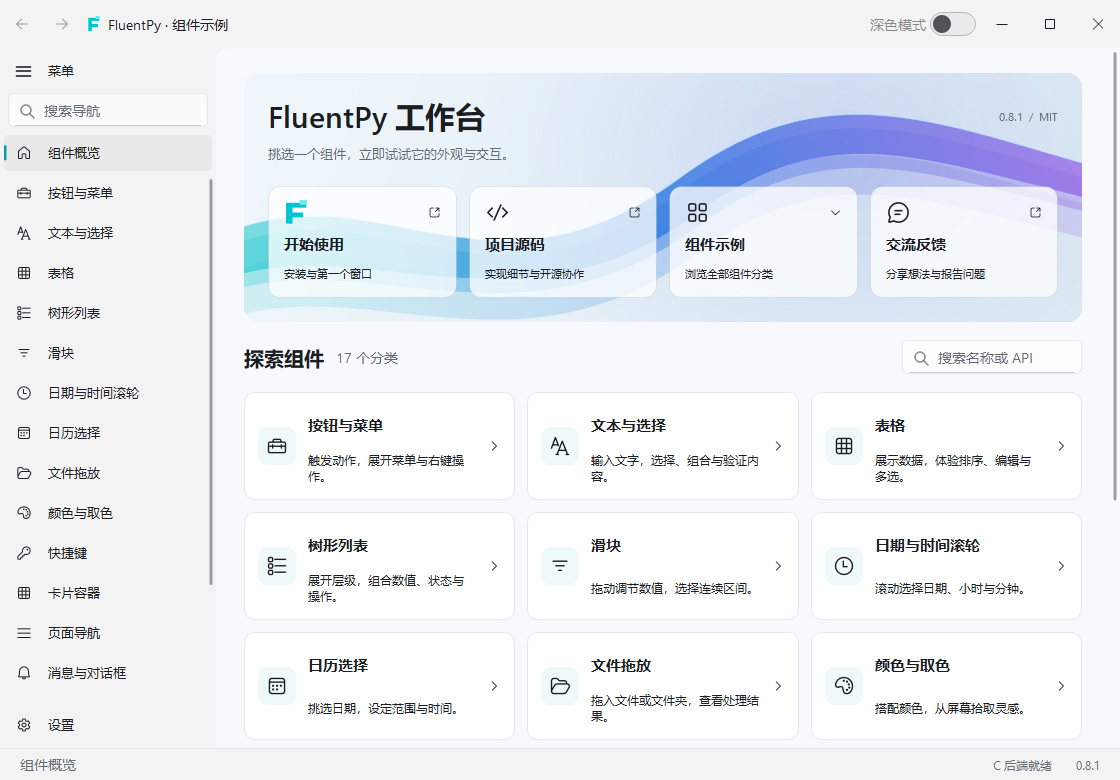 FluentPy · 组件示例
深色模式
菜单
搜索导航
组件概览
按钮与菜单
文本与选择
表格
树形列表
滑块
日期与时间滚轮
日历选择
文件拖放
颜色与取色
快捷键
卡片容器
页面导航
消息与对话框
设置
FluentPy 工作台
0.8.1 / MIT
挑选一个组件，立即试试它的外观与交互。
开始使用
安装与第一个窗口
项目源码
实现细节与开源协作
组件示例
浏览全部组件分类
交流反馈
分享想法与报告问题
探索组件 17 个分类
搜索名称或 API
按钮与菜单
触发动作，展开菜单与右键操
作。
文本与选择
输入文字，选择、组合与验证内
容。
表格
展示数据，体验排序、编辑与
多选。
树形列表
展开层级，组合数值、状态与
操作。
滑块
拖动调节数值，选择连续区间。
日期与时间滚轮
滚动选择日期、小时与分钟。
日历选择
挑选日期，设定范围与时间。
文件拖放
拖入文件或文件夹，查看处理结
果。
颜色与取色
搭配颜色，从屏幕拾取灵感。
组件概览
C 后端就绪
0.8.1